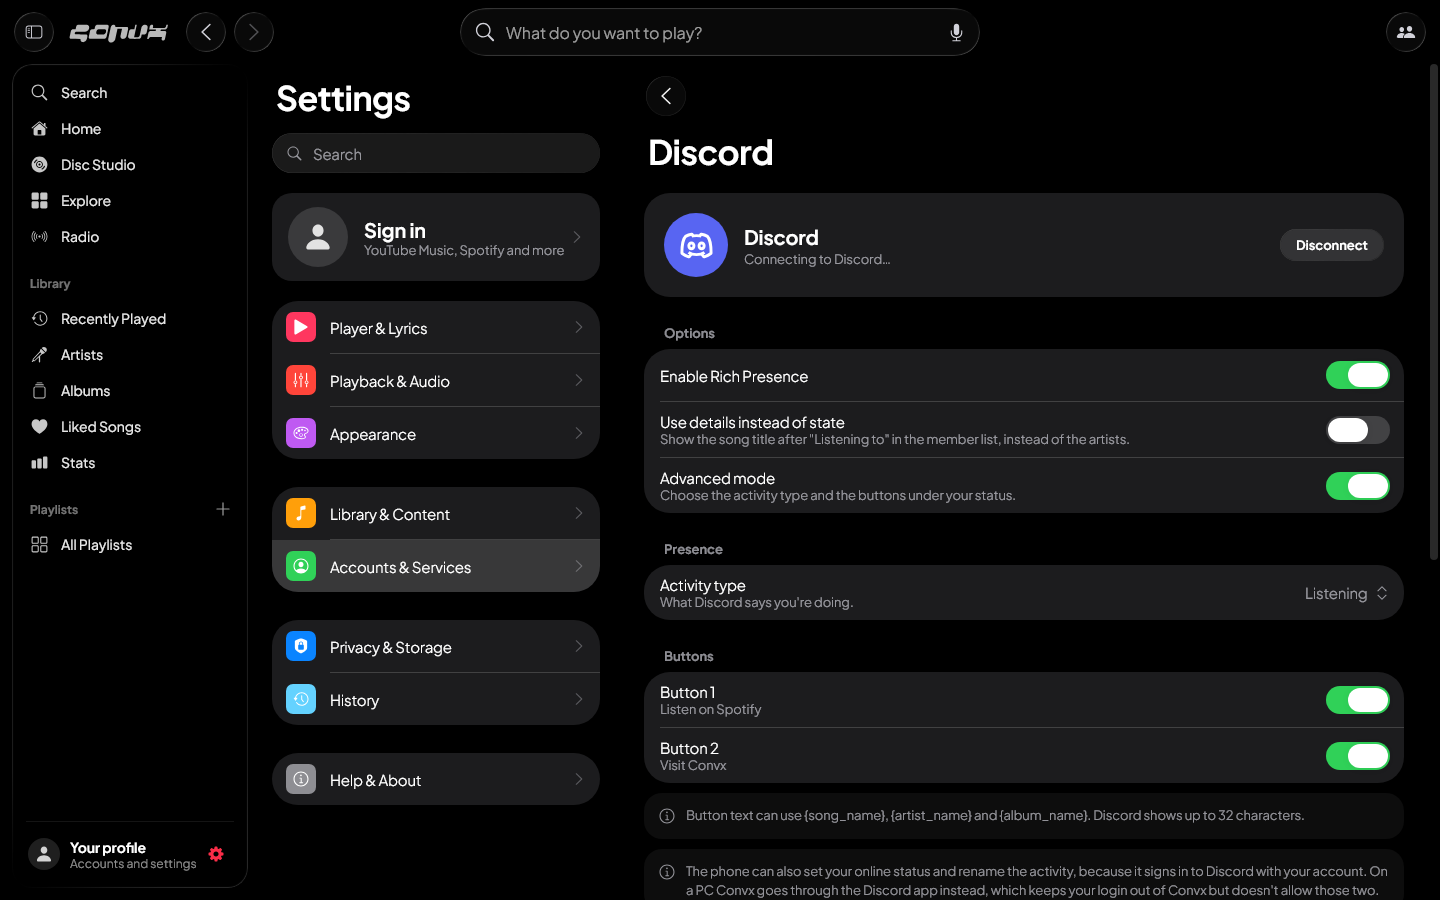 convx
What do you want to play?
Search
Home
Disc Studio
Explore
Radio
Library
Recently Played
Artists
Albums
Liked Songs
Stats
Playlists
All Playlists
Your profile
Accounts and settings
Settings
Search
Sign in
YouTube Music, Spotify and more
Player & Lyrics
Playback & Audio
Appearance
Library & Content
Accounts & Services
Privacy & Storage
History
Help & About
Discord
Discord
Connecting to Discord...
Disconnect
Options
Enable Rich Presence
Use details instead of state
Show the song title after "Listening to" in the member list, instead of the artists.
Advanced mode
Choose the activity type and the buttons under your status.
Presence
Activity type
What Discord says you're doing.
Listening
Buttons
Button 1
Listen on Spotify
Button 2
Visit Convx
Button text can use {song_name}, {artist_name} and {album_name}. Discord shows up to 32 characters.
The phone can also set your online status and rename the activity, because it signs in to Discord with your account. On
a PC Convx goes through the Discord app instead, which keeps your login out of Convx but doesn't allow those two.